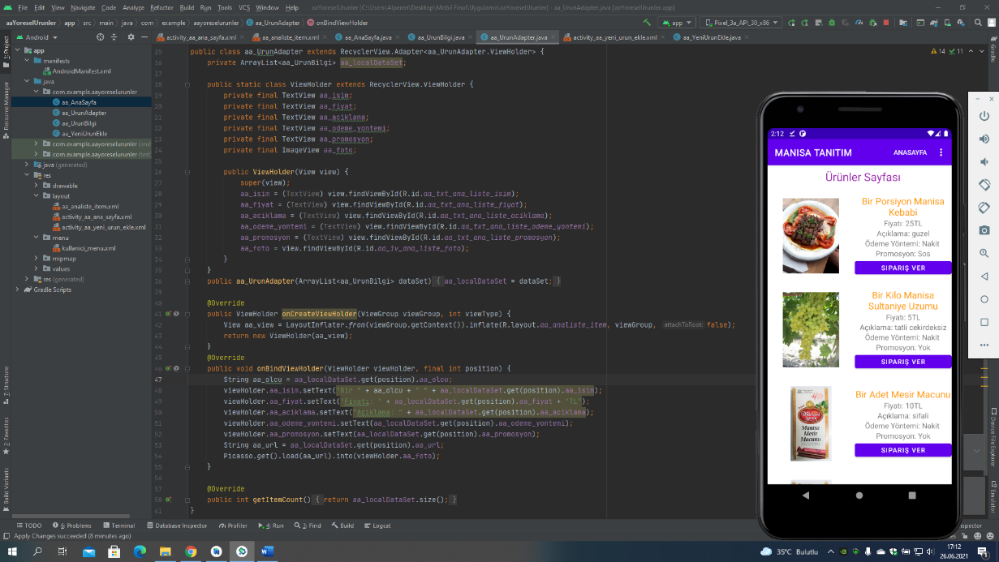 File Edit View Navigate Code Analyze Refactor Build Run Tools VCS Window Help aaYoreselUrunler [C:\Users\Alperen\Desktop\Mobil Final\Uygulama\aaYoreselUrunler] - aa_UrunAdapter.java [aaYoreselUrunler.app]
aaYoreselUrunler app src main java com example aayoreselurunler aa_UrunAdapter onBindViewHolder app Pixel_3a_API_30_x86
Android activity_aa_ana_sayfa.xml aa_analiste_item.xml aa_AnaSayfa.java aa_UrunBilgi.java aa_UrunAdapter.java activity_aa_yeni_urun_ekle.xml aa_YeniUrunEkle.java
1: Project
Resource Manager
Z: Structure
2: Favorites
Build Variants
app
manifests
AndroidManifest.xml
java
com.example.aayoreselurunler
aa_AnaSayfa
aa_UrunAdapter
aa_UrunBilgi
aa_YeniUrunEkle
com.example.aayoreselurunler (and
com.example.aayoreselurunler (test
java (generated)
res
drawable
layout
aa_analiste_item.xml
activity_aa_ana_sayfa.xml
activity_aa_yeni_urun_ekle.xml
menu
kullanici_menu.xml
mipmap
values
res (generated)
Gradle Scripts
14 11
15 public class aa_UrunAdapter extends RecyclerView.Adapter<aa_UrunAdapter.ViewHolder> {
16 private ArrayList<aa_UrunBilgi> aa_localDataSet;
17
18 public static class ViewHolder extends RecyclerView.ViewHolder {
19 private final TextView aa_isim;
20 private final TextView aa_fiyat;
21 private final TextView aa_aciklama;
22 private final TextView aa_odeme_yontemi;
23 private final TextView aa_promosyon;
24 private final ImageView aa_foto;
25
26 public ViewHolder(View view) {
27 super(view);
28 aa_isim = (TextView) view.findViewById(R.id.aa_txt_ana_liste_isim);
29 aa_fiyat = (TextView) view.findViewById(R.id.aa_txt_ana_liste_fiyat);
30 aa_aciklama = (TextView) view.findViewById(R.id.aa_txt_ana_liste_aciklama);
31 aa_odeme_yontemi = (TextView) view.findViewById(R.id.aa_txt_ana_liste_odeme_yontemi);
32 aa_promosyon = (TextView) view.findViewById(R.id.aa_txt_ana_liste_promosyon);
33 aa_foto = view.findViewById(R.id.aa_iv_ana_liste_foto);
34 }
35 }
36 public aa_UrunAdapter(ArrayList<aa_UrunBilgi> dataSet) { aa_localDataSet = dataSet; }
39
40 @Override
41 public ViewHolder onCreateViewHolder(ViewGroup viewGroup, int viewType) {
42 View aa_view = LayoutInflater.from(viewGroup.getContext()).inflate(R.layout.aa_analiste_item, viewGroup, attachToRoot: false);
43 return new ViewHolder(aa_view);
44 }
45 @Override
46 public void onBindViewHolder(ViewHolder viewHolder, final int position) {
47 String aa_olcu = aa_localDataSet.get(position).aa_olcu;
48 viewHolder.aa_isim.setText("Bir " + aa_olcu + " " + aa_localDataSet.get(position).aa_isim);
49 viewHolder.aa_fiyat.setText("Fiyatı: " + aa_localDataSet.get(position).aa_fiyat + "TL");
50 viewHolder.aa_aciklama.setText("Açıklama: " + aa_localDataSet.get(position).aa_aciklama);
51 viewHolder.aa_odeme_yontemi.setText(aa_localDataSet.get(position).aa_odeme_yontemi);
52 viewHolder.aa_promosyon.setText(aa_localDataSet.get(position).aa_promosyon);
53 String aa_url = aa_localDataSet.get(position).aa_url;
54 Picasso.get().load(aa_url).into(viewHolder.aa_foto);
55 }
56
57 @Override
58 public int getItemCount() { return aa_localDataSet.size(); }
61 }
2:12
MANISA TANITIM ANASAYFA
Ürünler Sayfası
Bir Porsiyon Manisa
Kebabi
Fiyatı: 25TL
Açıklama: guzel
Ödeme Yöntemi: Nakit
Promosyon: Sos
SIPARIŞ VER
Bir Kilo Manisa
Sultaniye Uzumu
Fiyatı: 5TL
Açıklama: tatli cekirdeksiz
Ödeme Yöntemi: Nakit
Promosyon: Yok
SIPARIŞ VER
Manisa
Mesir
Macunu
Bir Adet Mesir Macunu
Fiyatı: 10TL
Açıklama: sifali
Ödeme Yöntemi: Nakit
Promosyon: Yok
SIPARIŞ VER
Gradle
Device File Explorer
Emulator
TODO 6: Problems Terminal Database Inspector Profiler 4: Run 3: Find Build Logcat
Apply Changes succeeded (8 minutes ago)
35°C Bulutlu 17:12
26.06.2021